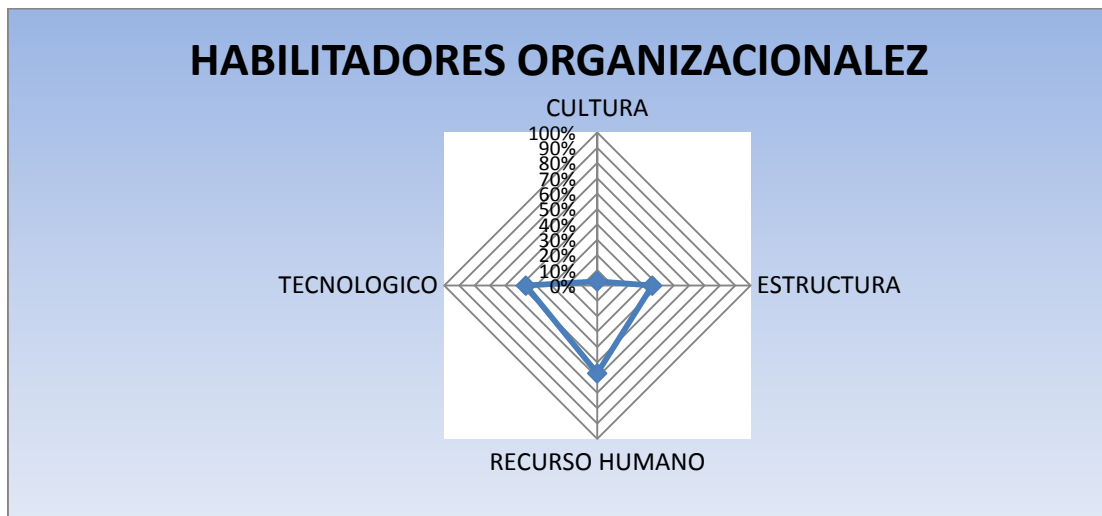 HABILITADORES ORGANIZACIONALEZ
CULTURA
100%
90%
80%
70%
60%
50%
40%
30%
20%
10%
0%
TECNOLOGICO
ESTRUCTURA
RECURSO HUMANO